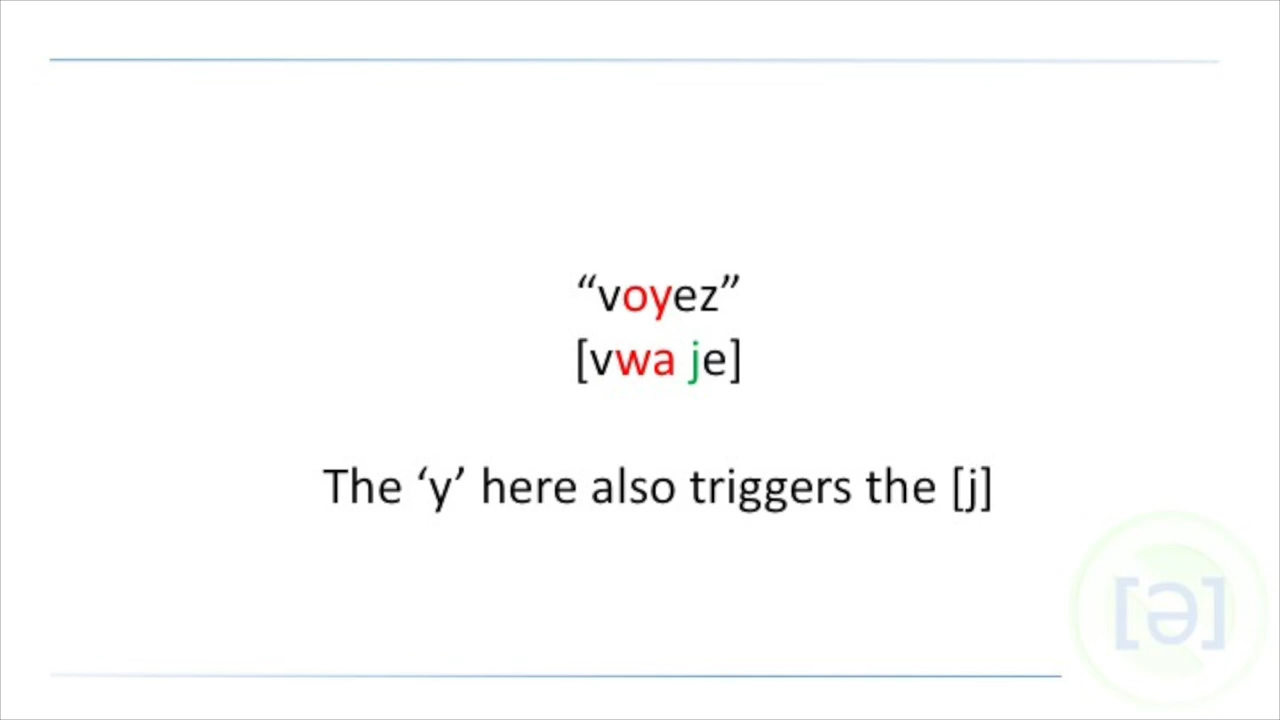 “voyez”
[vwa je]
The ‘y’ here also triggers the [j]
[ə]